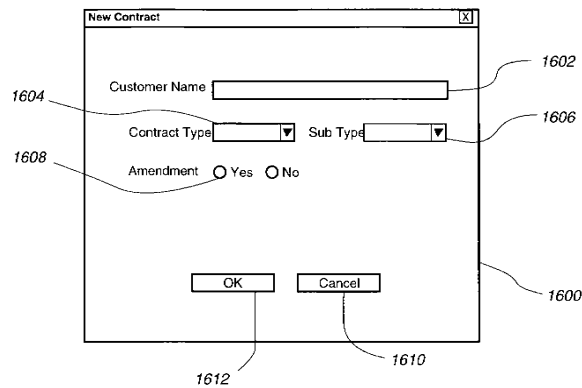 New Contract X
1602
Customer Name
1604
Contract Type Sub Type
1606
Amendment Yes No
1608
1600
OK Cancel
1610
1612